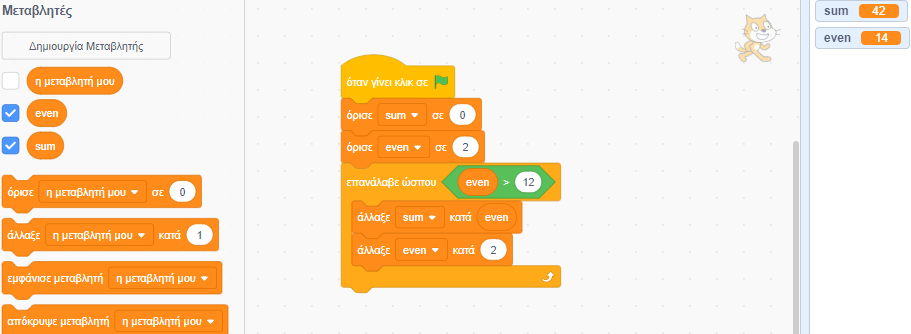 Μεταβλητές
Δημιουργία Μεταβλητής
η μεταβλητή μου
even
sum
όρισε η μεταβλητή μου σε 0
άλλαξε η μεταβλητή μου κατά 1
εμφάνισε μεταβλητή η μεταβλητή μου
απόκρυψε μεταβλητή η μεταβλητή μου
όταν γίνει κλικ σε
όρισε sum σε 0
όρισε even σε 2
επανάλαβε ώσπου even > 12
άλλαξε sum κατά even
άλλαξε even κατά 2
sum 42
even 14